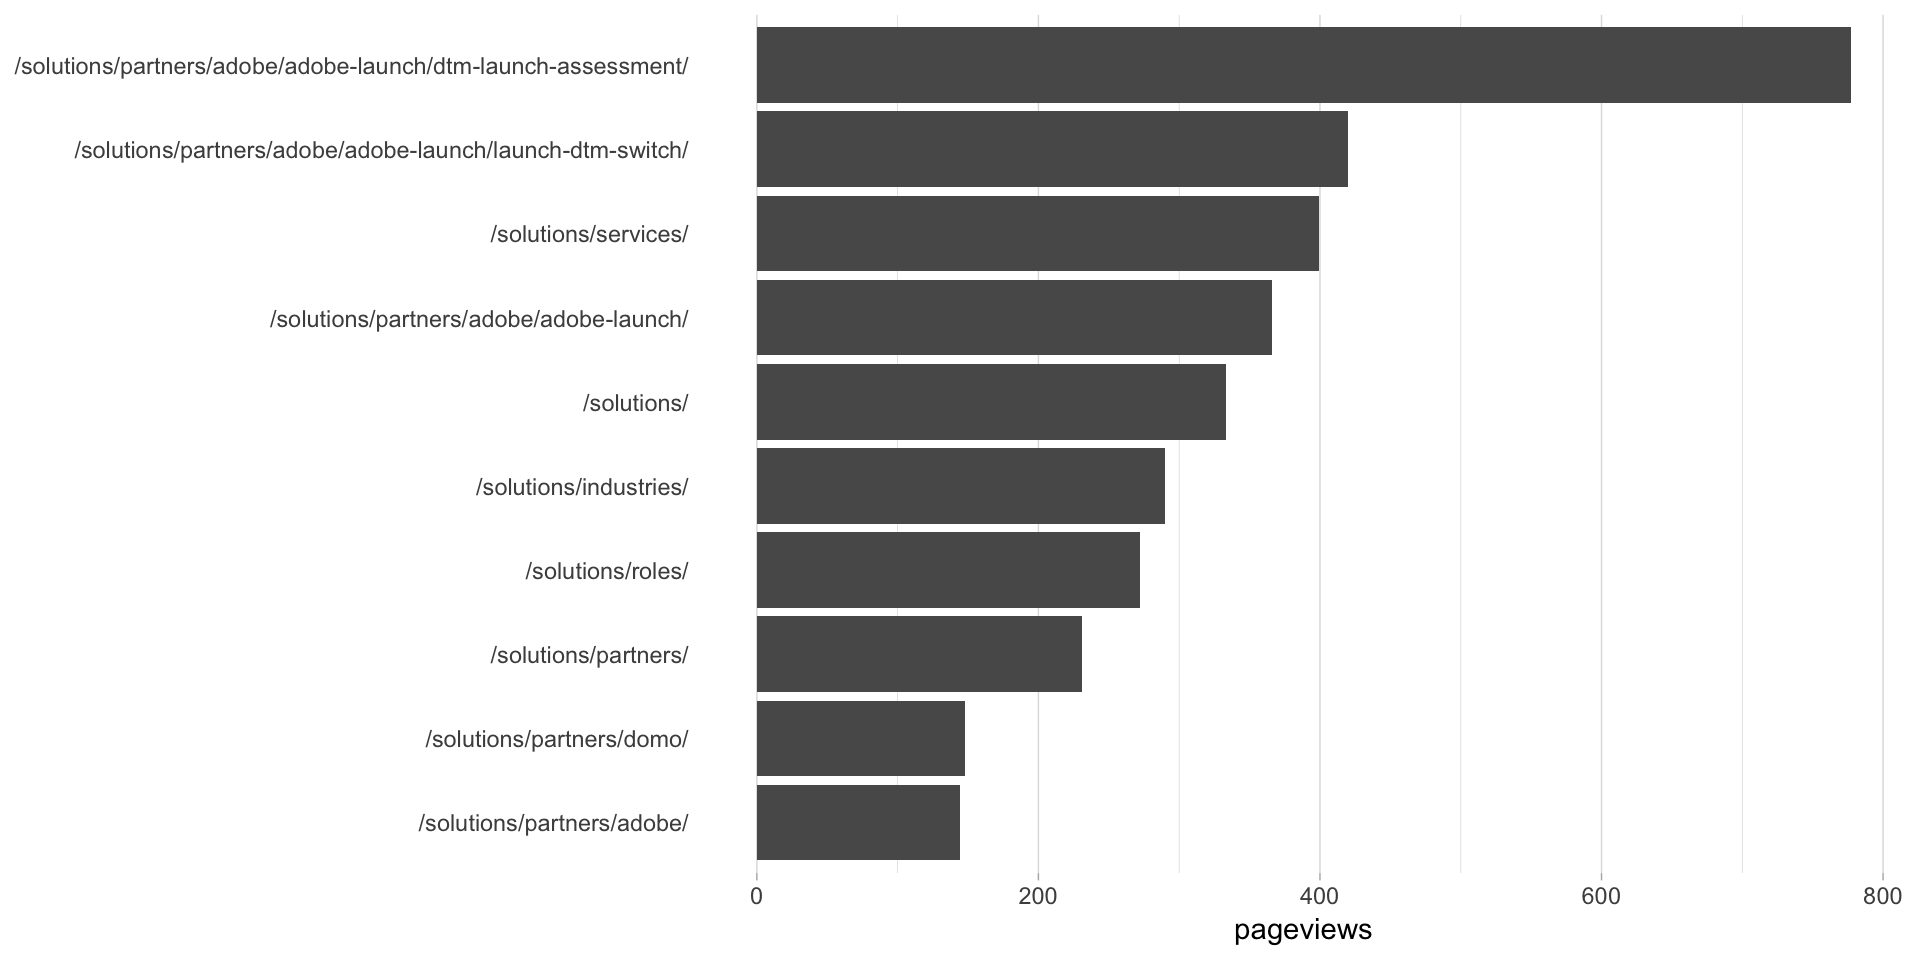 /solutions/partners/adobe/adobe-launch/dtm-launch-assessment/
/solutions/partners/adobe/adobe-launch/launch-dtm-switch/
/solutions/services/
/solutions/partners/adobe/adobe-launch/
/solutions/
/solutions/industries/
/solutions/roles/
/solutions/partners/
/solutions/partners/domo/
/solutions/partners/adobe/
0 200 400 600 800
pageviews